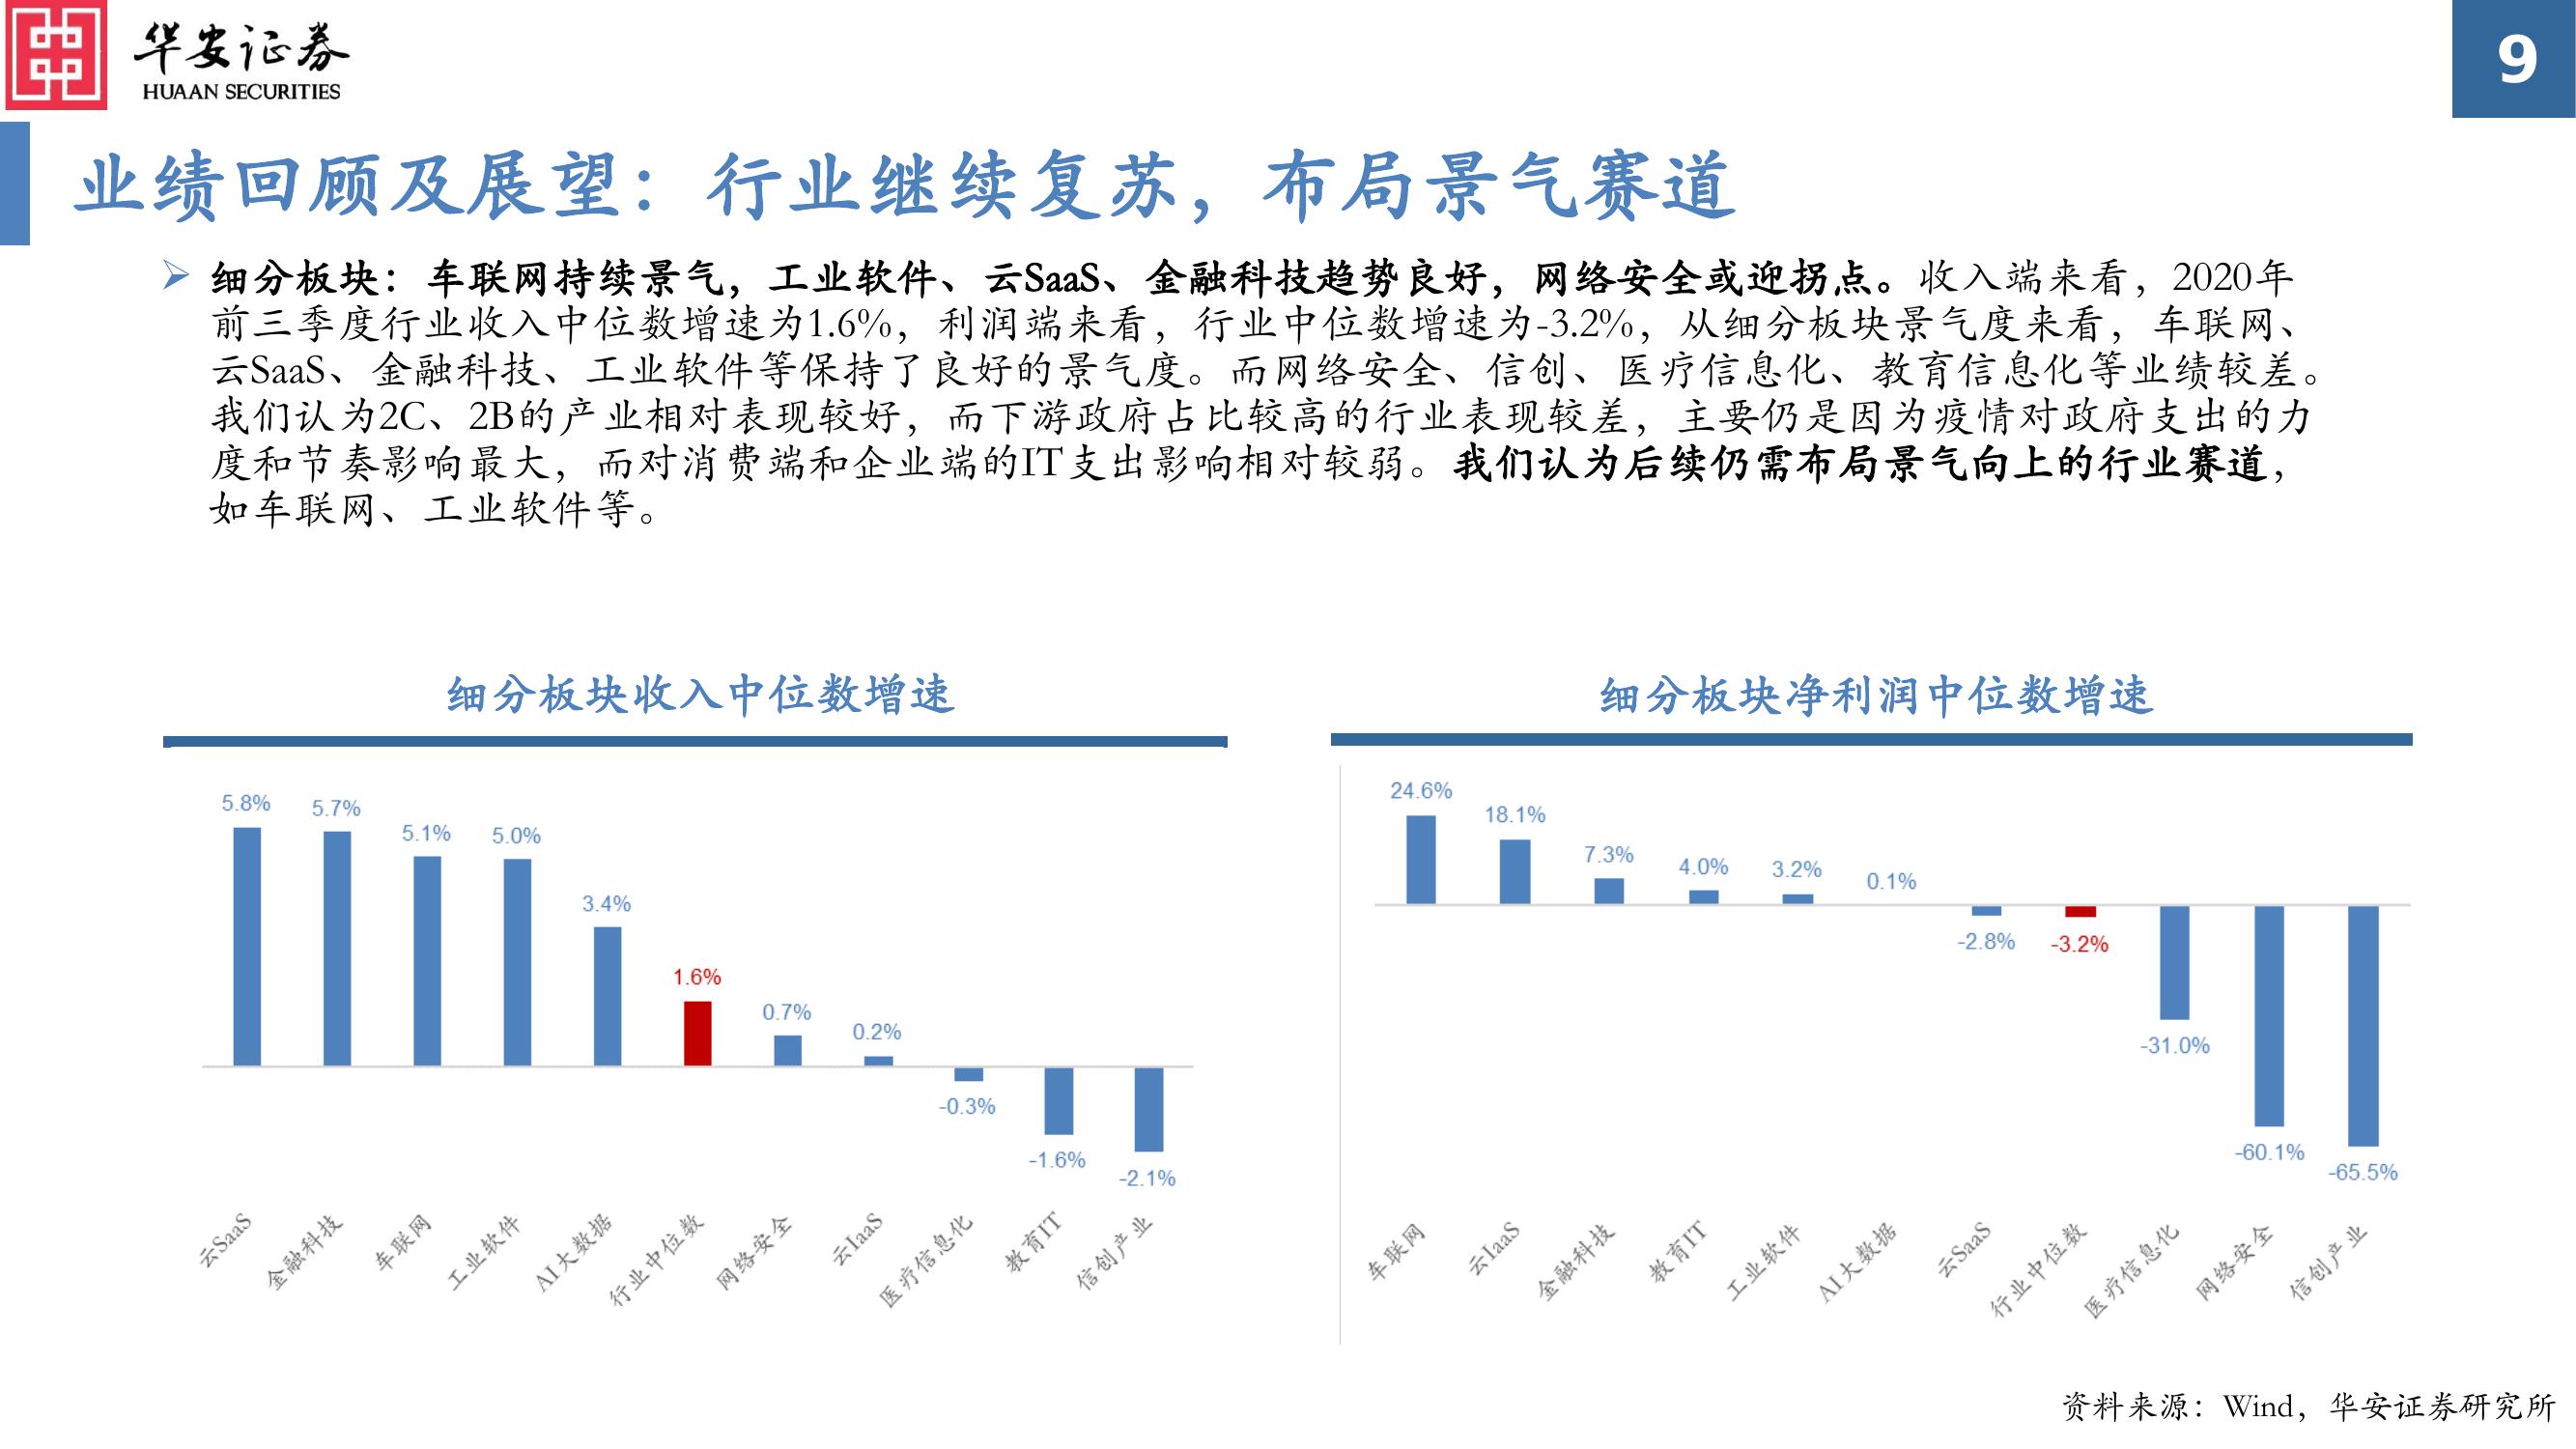 华安证券
HUAAN SECURITIES
9
业绩回顾及展望：行业继续复苏，布局景气赛道
➢ 细分板块：车联网持续景气，工业软件、云SaaS、金融科技趋势良好，网络安全或迎拐点。收入端来看，2020年
前三季度行业收入中位数增速为1.6%，利润端来看，行业中位数增速为-3.2%，从细分板块景气度来看，车联网、
云SaaS、金融科技、工业软件等保持了良好的景气度。而网络安全、信创、医疗信息化、教育信息化等业绩较差。
我们认为2C、2B的产业相对表现较好，而下游政府占比较高的行业表现较差，主要仍是因为疫情对政府支出的力
度和节奏影响最大，而对消费端和企业端的IT支出影响相对较弱。我们认为后续仍需布局景气向上的行业赛道，
如车联网、工业软件等。
细分板块收入中位数增速
5.8%
5.7%
5.1%
5.0%
3.4%
1.6%
0.7%
0.2%
-0.3%
-1.6%
-2.1%
云SaaS
金融科技
车联网
工业软件
AI大数据
行业中位数
网络安全
云IaaS
医疗信息化
教育IT
信创产业
细分板块净利润中位数增速
24.6%
18.1%
7.3%
4.0%
3.2%
0.1%
-2.8%
-3.2%
-31.0%
-60.1%
-65.5%
车联网
云IaaS
金融科技
教育IT
工业软件
AI大数据
云SaaS
行业中位数
医疗信息化
网络安全
信创产业
资料来源：Wind，华安证券研究所